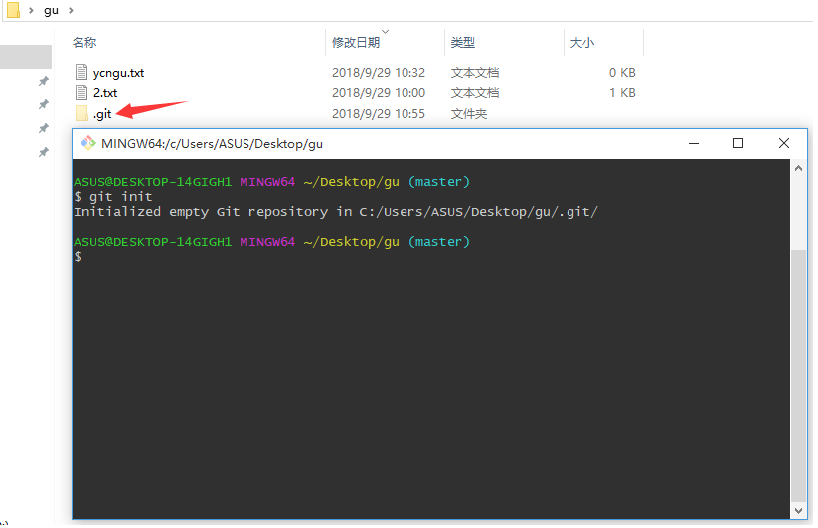 gu
名称 修改日期 类型 大小
ycngu.txt 2018/9/29 10:32 文本文档 0 KB
2.txt 2018/9/29 10:00 文本文档 1 KB
.git 2018/9/29 10:55 文件夹
MINGW64:/c/Users/ASUS/Desktop/gu
ASUS@DESKTOP-14GIGH1 MINGW64 ~/Desktop/gu (master)
$ git init
Initialized empty Git repository in C:/Users/ASUS/Desktop/gu/.git/
ASUS@DESKTOP-14GIGH1 MINGW64 ~/Desktop/gu (master)
$